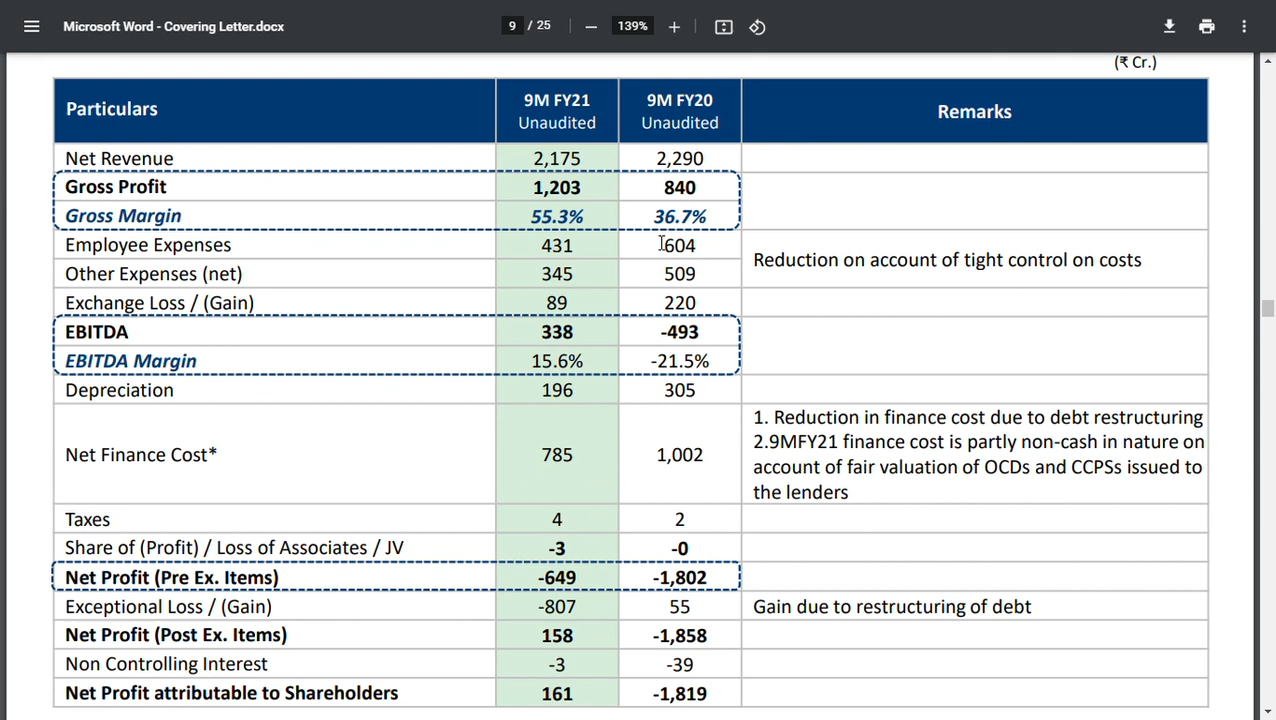 Microsoft Word - Covering Letter.docx 9 / 25 139%
(₹ Cr.)
Particulars 9M FY21 Unaudited 9M FY20 Unaudited Remarks
Net Revenue 2,175 2,290
Gross Profit 1,203 840
Gross Margin 55.3% 36.7%
Employee Expenses 431 604
Reduction on account of tight control on costs
Other Expenses (net) 345 509
Exchange Loss / (Gain) 89 220
EBITDA 338 -493
EBITDA Margin 15.6% -21.5%
Depreciation 196 305
Net Finance Cost* 785 1,002
1. Reduction in finance cost due to debt restructuring
2.9MFY21 finance cost is partly non-cash in nature on
account of fair valuation of OCDs and CCPSs issued to
the lenders
Taxes 4 2
Share of (Profit) / Loss of Associates / JV -3 -0
Net Profit (Pre Ex. Items) -649 -1,802
Exceptional Loss / (Gain) -807 55 Gain due to restructuring of debt
Net Profit (Post Ex. Items) 158 -1,858
Non Controlling Interest -3 -39
Net Profit attributable to Shareholders 161 -1,819